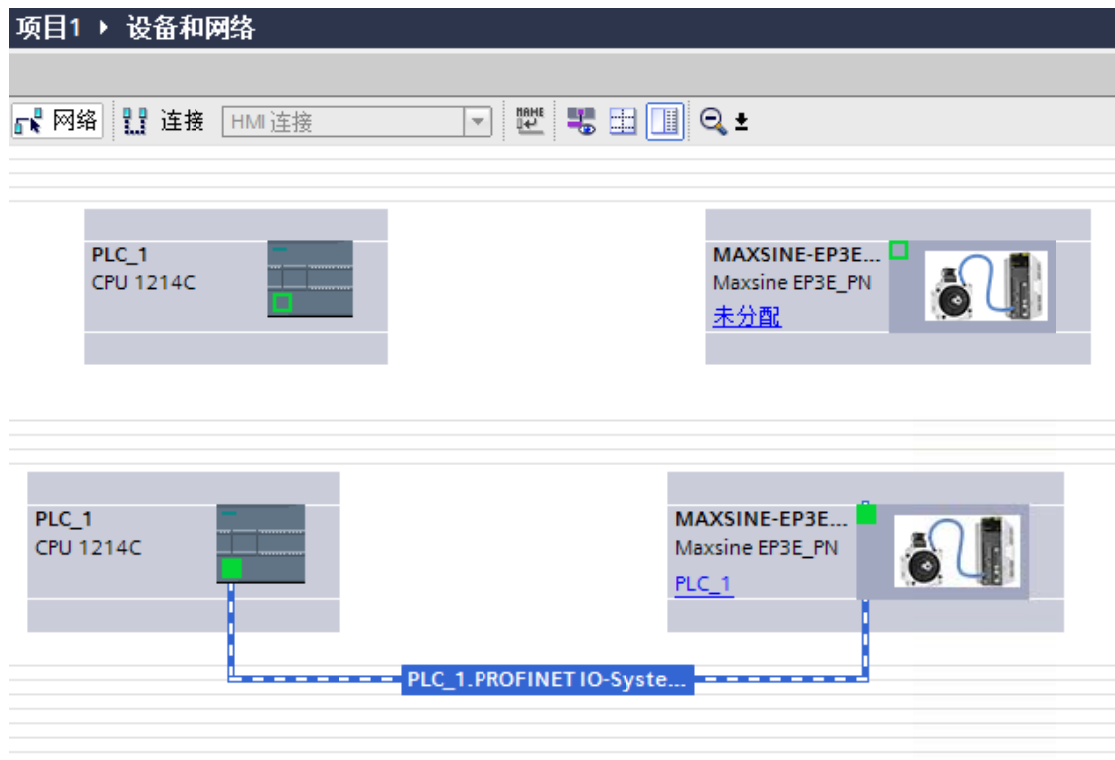 项目1 ▸ 设备和网络
网络 连接 HMI 连接
NAME
PLC_1
CPU 1214C
MAXSINE-EP3E...
Maxsine EP3E_PN
未分配
PLC_1
CPU 1214C
MAXSINE-EP3E...
Maxsine EP3E_PN
PLC_1
PLC_1.PROFINET IO-Syste...